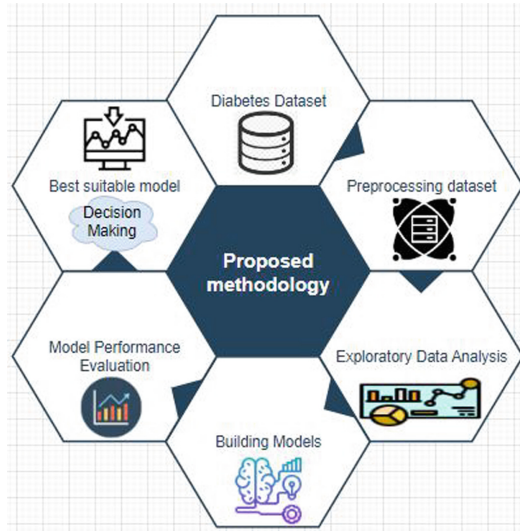 Diabetes Dataset
Preprocessing dataset
Exploratory Data Analysis
Building Models
Model Performance
Evaluation
Best suitable model
Decision
Making
Proposed
methodology